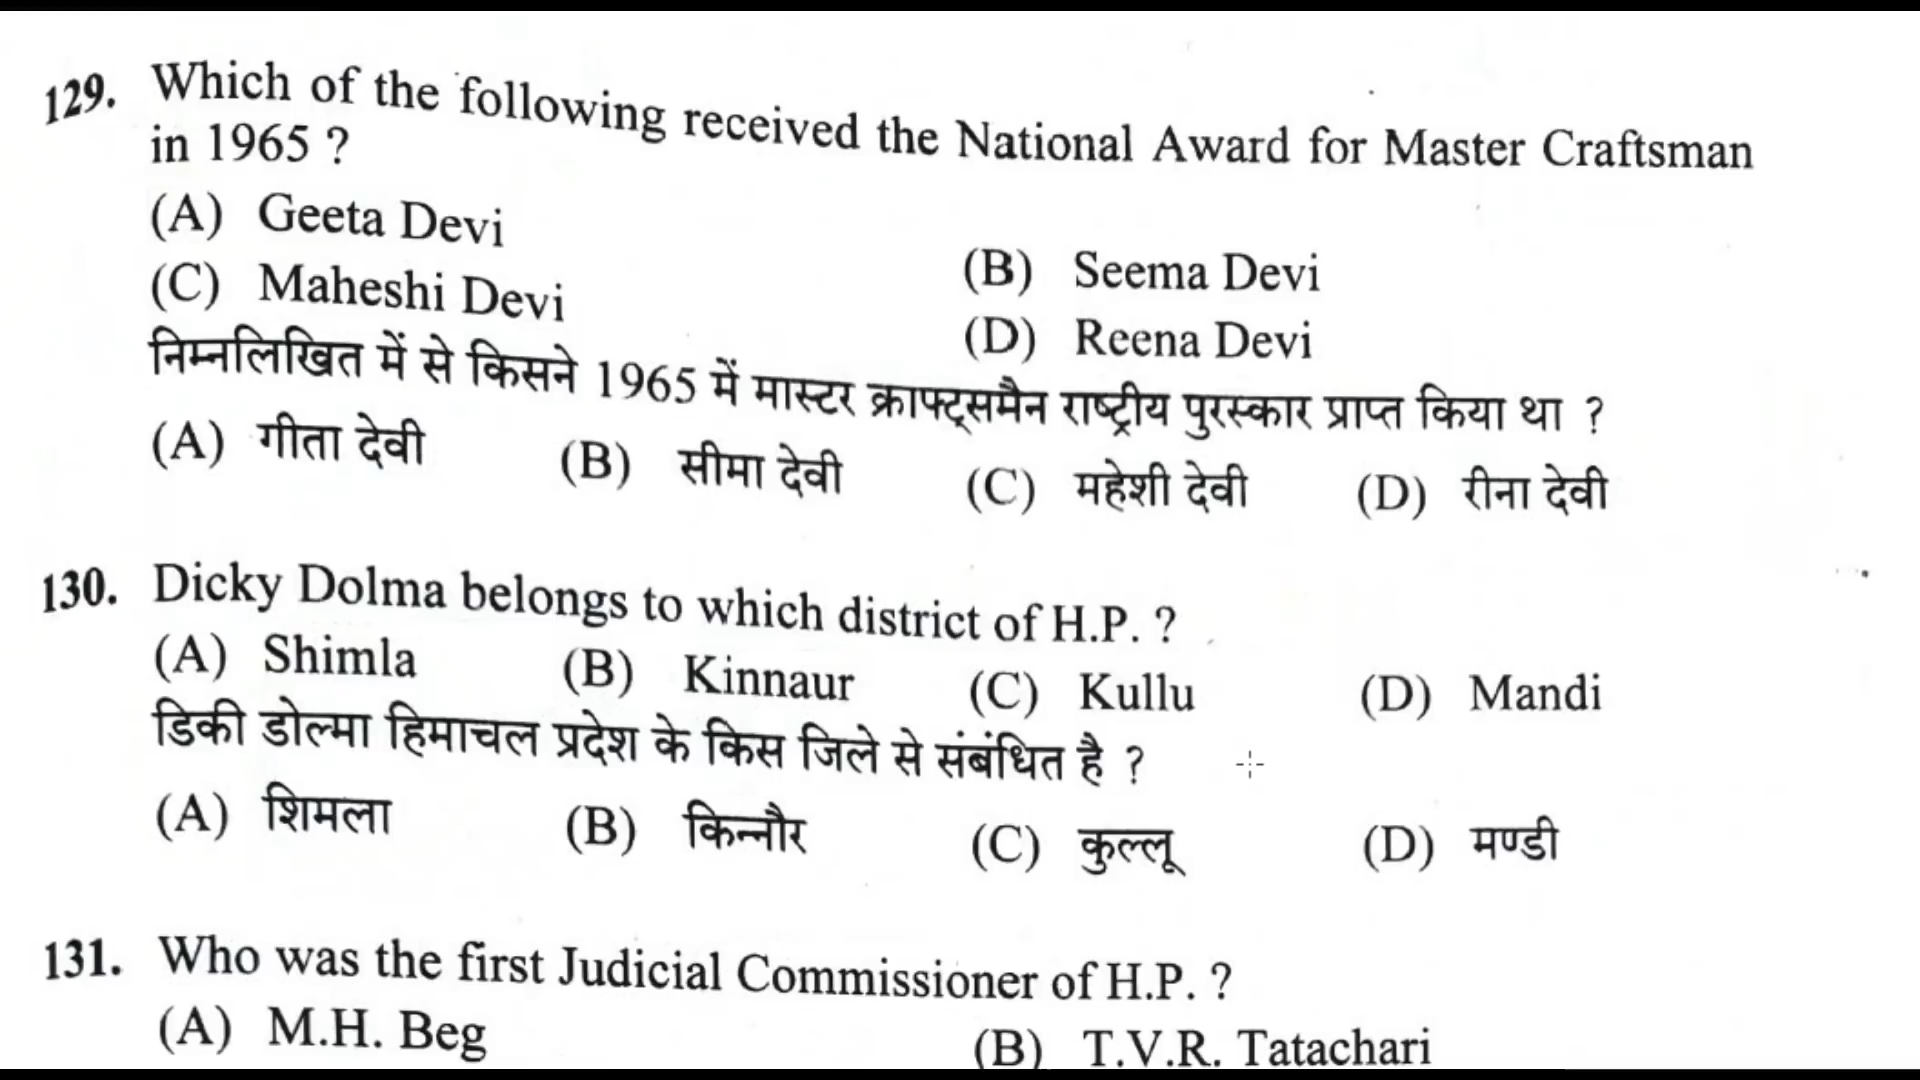 129. Which of the following received the National Award for Master Craftsman
in 1965 ?
(A) Geeta Devi
(B) Seema Devi
(C) Maheshi Devi
(D) Reena Devi
निम्नलिखित में से किसने 1965 में मास्टर क्राफ्ट्समैन राष्ट्रीय पुरस्कार प्राप्त किया था ?
(A) गीता देवी (B) सीमा देवी (C) महेशी देवी (D) रीना देवी
130. Dicky Dolma belongs to which district of H.P. ?
(A) Shimla (B) Kinnaur (C) Kullu (D) Mandi
डिकी डोल्मा हिमाचल प्रदेश के किस जिले से संबंधित है ?
(A) शिमला (B) किन्नौर (C) कुल्लू (D) मण्डी
131. Who was the first Judicial Commissioner of H.P. ?
(A) M.H. Beg (B) T.V.R. Tatachari